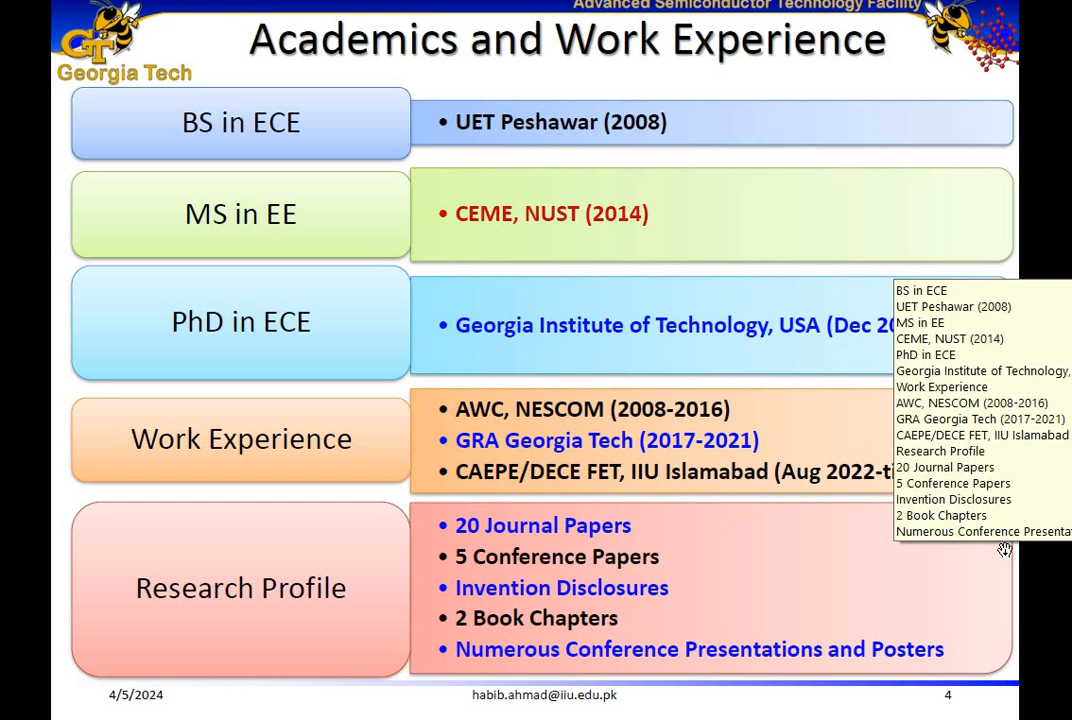 Advanced Semiconductor Technology Facility
Academics and Work Experience
GT
Georgia Tech
BS in ECE
• UET Peshawar (2008)
MS in EE
• CEME, NUST (2014)
PhD in ECE
• Georgia Institute of Technology, USA (Dec 20
Work Experience
• AWC, NESCOM (2008-2016)
• GRA Georgia Tech (2017-2021)
• CAEPE/DECE FET, IIU Islamabad (Aug 2022-ti
Research Profile
• 20 Journal Papers
• 5 Conference Papers
• Invention Disclosures
• 2 Book Chapters
• Numerous Conference Presentations and Posters
BS in ECE
UET Peshawar (2008)
MS in EE
CEME, NUST (2014)
PhD in ECE
Georgia Institute of Technology,
Work Experience
AWC, NESCOM (2008-2016)
GRA Georgia Tech (2017-2021)
CAEPE/DECE FET, IIU Islamabad
Research Profile
20 Journal Papers
5 Conference Papers
Invention Disclosures
2 Book Chapters
Numerous Conference Presentat
4/5/2024
habib.ahmad@iiu.edu.pk
4